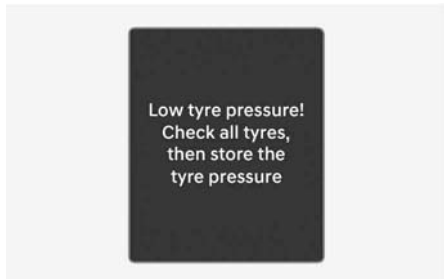 Low tyre pressure!
Check all tyres,
then store the
tyre pressure